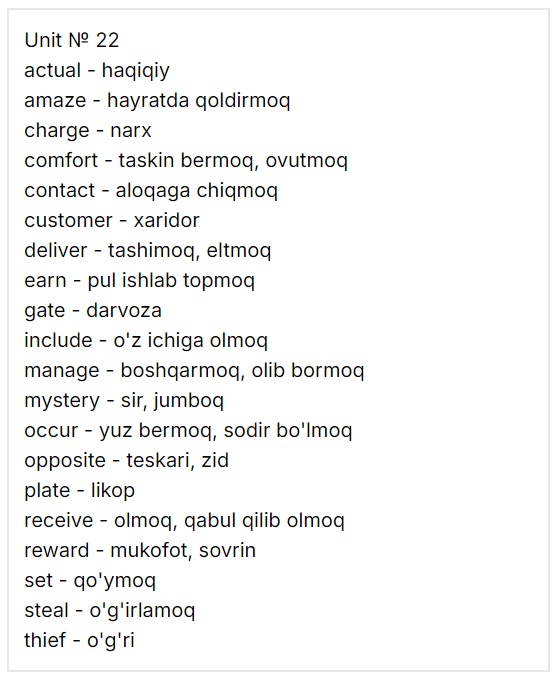 Unit № 22
actual - haqiqiy
amaze - hayratda qoldirmoq
charge - narx
comfort - taskin bermoq, ovutmoq
contact - aloqaga chiqmoq
customer - xaridor
deliver - tashimoq, eltmoq
earn - pul ishlab topmoq
gate - darvoza
include - o'z ichiga olmoq
manage - boshqarmoq, olib bormoq
mystery - sir, jumboq
occur - yuz bermoq, sodir bo'lmoq
opposite - teskari, zid
plate - likop
receive - olmoq, qabul qilib olmoq
reward - mukofot, sovrin
set - qo'ymoq
steal - o'g'irlamoq
thief - o'g'ri